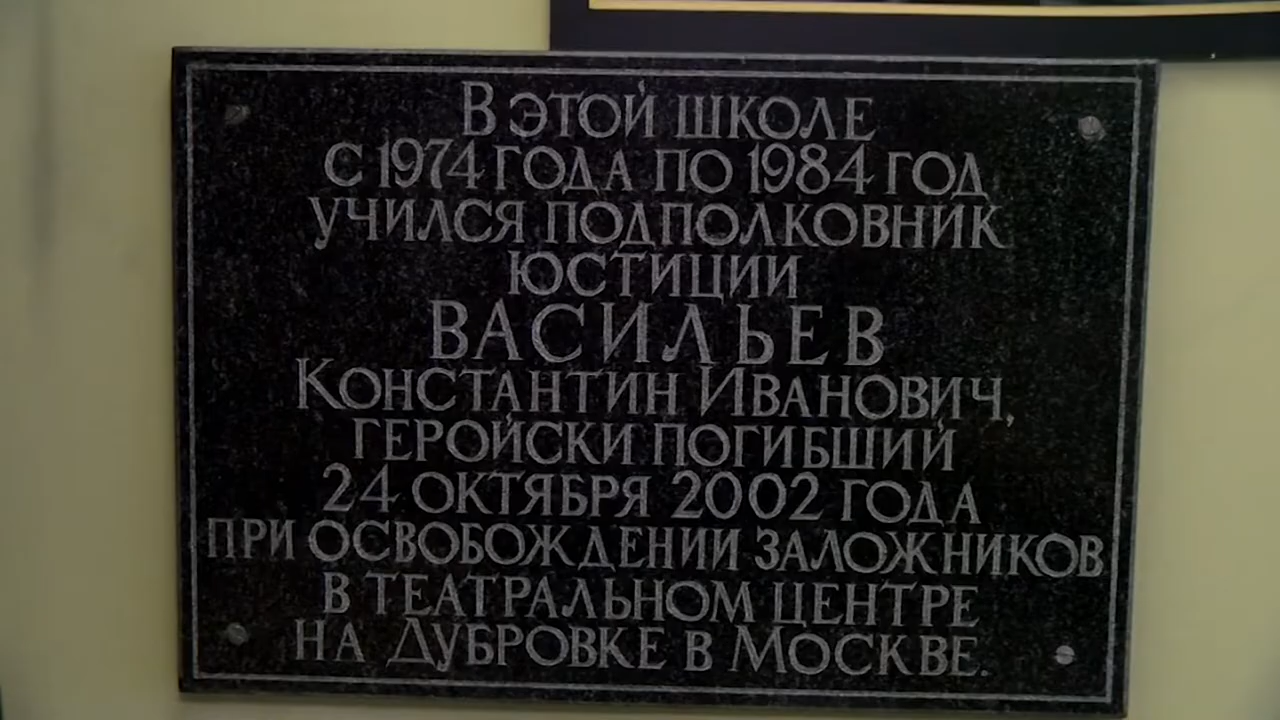 В ЭТОЙ ШКОЛЕ
С 1974 ГОДА ПО 1984 ГОД
УЧИЛСЯ ПОДПОЛКОВНИК
ЮСТИЦИИ
ВАСИЛЬЕВ
КОНСТАНТИН ИВАНОВИЧ,
ГЕРОЙСКИ ПОГИБШИЙ
24 ОКТЯБРЯ 2002 ГОДА
ПРИ ОСВОБОЖДЕНИИ ЗАЛОЖНИКОВ
В ТЕАТРАЛЬНОМ ЦЕНТРЕ
НА ДУБРОВКЕ В МОСКВЕ.